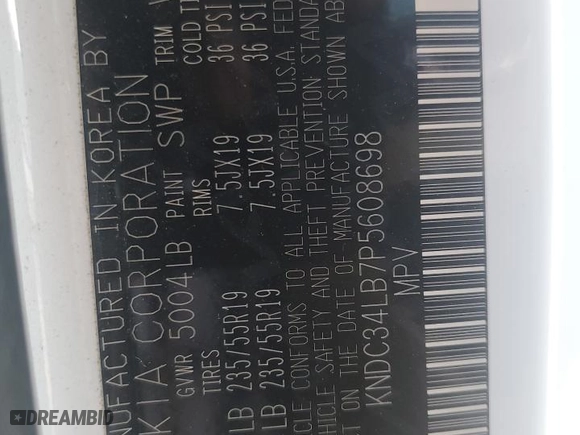 NUFACTURED IN KOREA BY
KIA CORPORATION
GVWR 5004LB PAINT SWP TRIM
TIRES RIMS COLD TI
LB 235/55R19 7.5JX19 36 PSI
LB 235/55R19 7.5JX19 36 PSI
CLE CONFORMS TO ALL APPLICABLE U.S.A. FED
HICLE SAFETY AND THEFT PREVENTION STANDA
CT ON THE DATE OF MANUFACTURE SHOWN AB
KNDC34LB7P5608698
MPV
DREAMBID